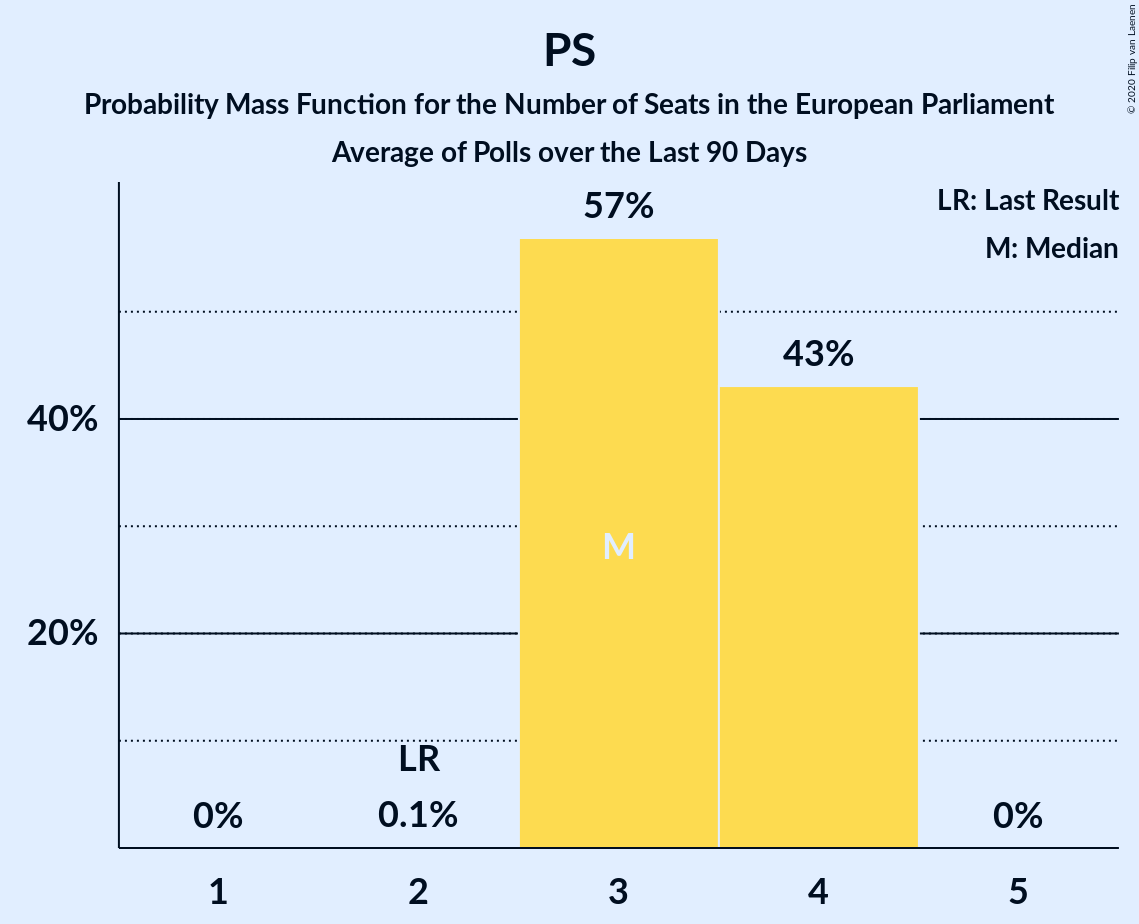 PS
Probability Mass Function for the Number of Seats in the European Parliament
Average of Polls over the Last 90 Days
© 2020 Filip van Laenen
LR: Last Result
M: Median
57%
43%
40%
M
20%
LR
0%
0.1%
0%
1
2
3
4
5